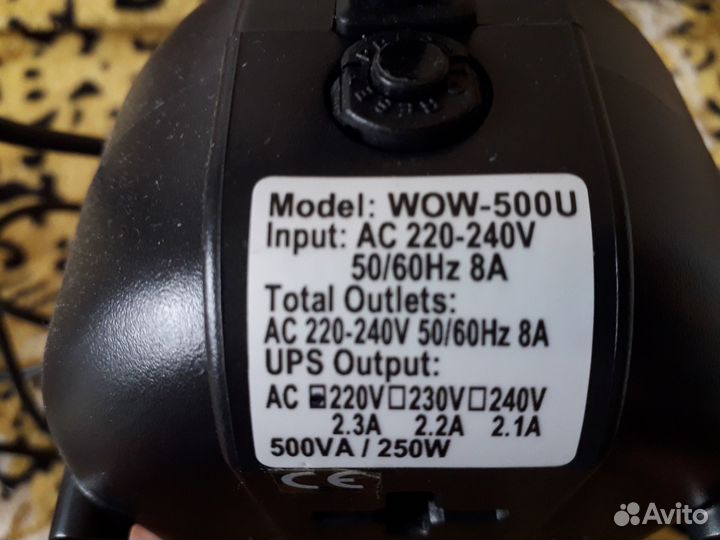 Model: WOW-500U
Input: AC 220-240V
50/60Hz 8A
Total Outlets:
AC 220-240V 50/60Hz 8A
UPS Output:
AC ☑220V☐230V☐240V
2.3A 2.2A 2.1A
500VA / 250W
CE
Avito